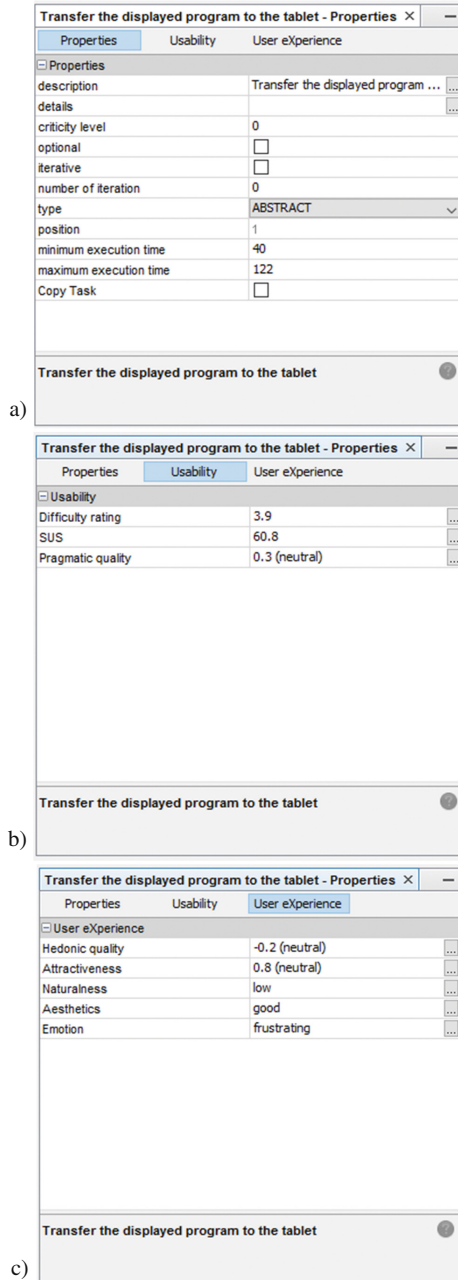 Transfer the displayed program to the tablet - Properties ×
Properties Usability User eXperience
Properties
description Transfer the displayed program ... ...
details ...
criticity level 0
optional
iterative
number of iteration 0
type ABSTRACT
position 1
minimum execution time 40
maximum execution time 122
Copy Task
Transfer the displayed program to the tablet ?
a)
Transfer the displayed program to the tablet - Properties ×
Properties Usability User eXperience
Usability
Difficulty rating 3.9 ...
SUS 60.8 ...
Pragmatic quality 0.3 (neutral) ...
Transfer the displayed program to the tablet ?
b)
Transfer the displayed program to the tablet - Properties ×
Properties Usability User eXperience
User eXperience
Hedonic quality -0.2 (neutral) ...
Attractiveness 0.8 (neutral) ...
Naturalness low ...
Aesthetics good ...
Emotion frustrating ...
Transfer the displayed program to the tablet ?
c)